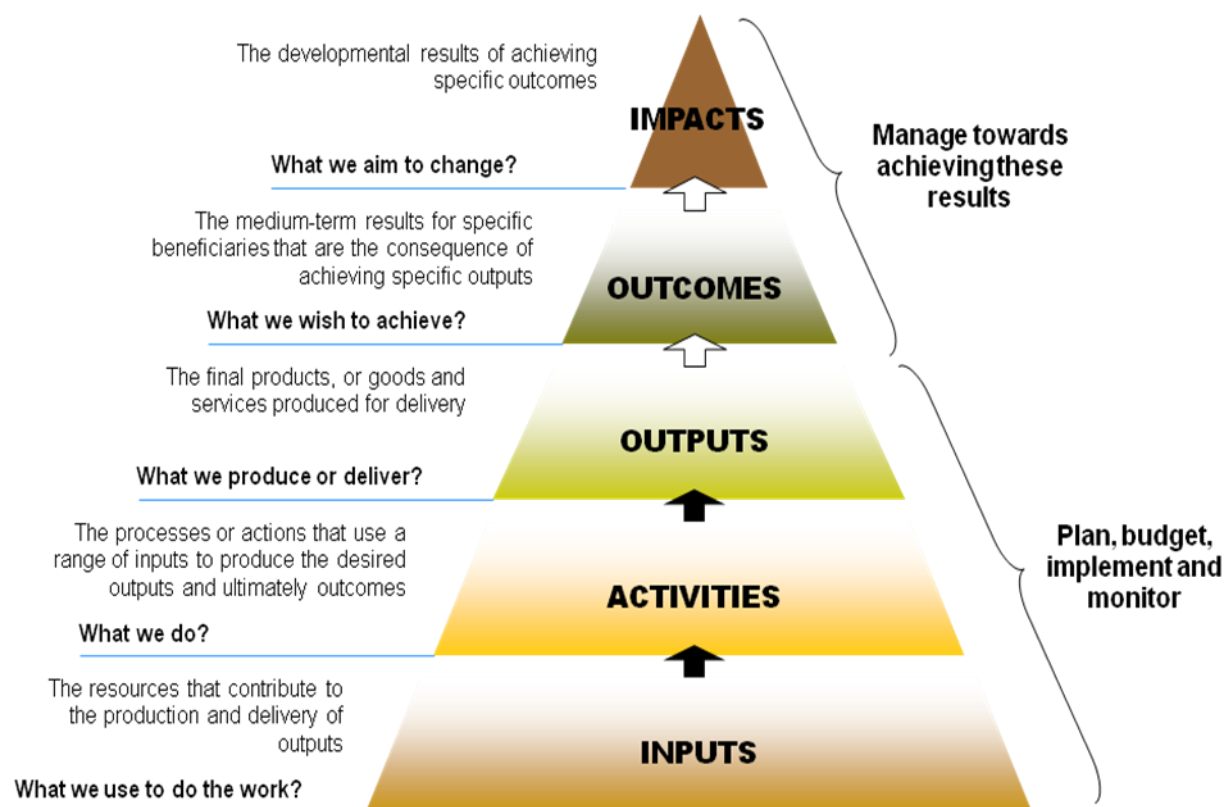 The developmental results of achieving
specific outcomes
IMPACTS
What we aim to change?
Manage towards
achieving these
results
The medium-term results for specific
beneficiaries that are the consequence of
achieving specific outputs
OUTCOMES
What we wish to achieve?
The final products, or goods and
services produced for delivery
OUTPUTS
What we produce or deliver?
The processes or actions that use a
range of inputs to produce the desired
outputs and ultimately outcomes
ACTIVITIES
What we do?
Plan, budget,
implement and
monitor
The resources that contribute to
the production and delivery of
outputs
INPUTS
What we use to do the work?